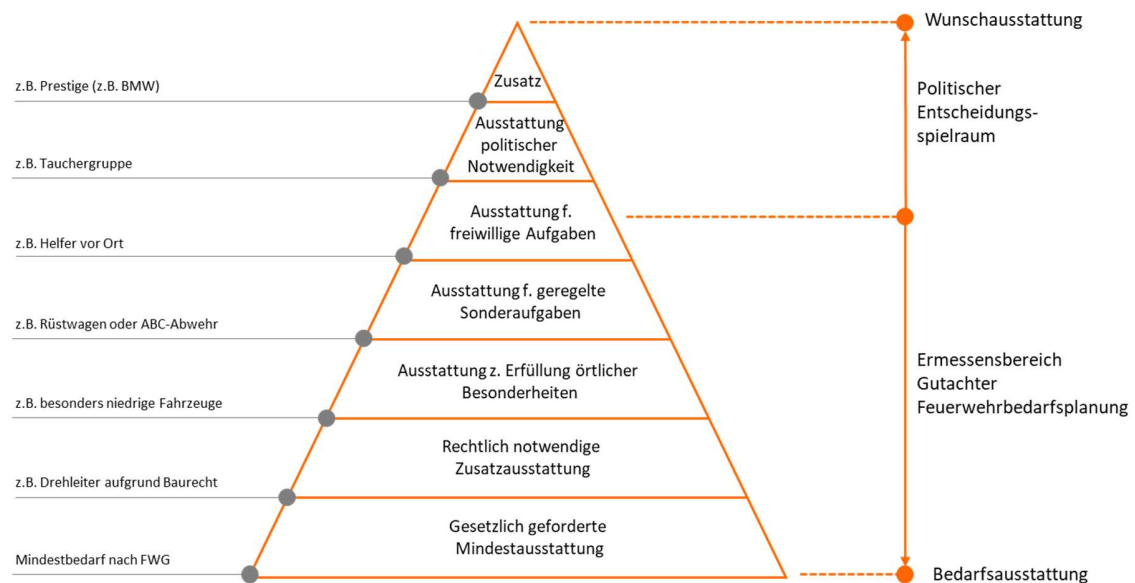 Wunschausstattung
z.B. Prestige (z.B. BMW)
Zusatz
Politischer
Entscheidungs-
spielraum
Ausstattung
politischer
Notwendigkeit
z.B. Tauchergruppe
Ausstattung f.
freiwillige Aufgaben
z.B. Helfer vor Ort
Ausstattung f. geregelte
Sonderaufgaben
z.B. Rüstwagen oder ABC-Abwehr
Ermessensbereich
Gutachter
Feuerwehrbedarfsplanung
Ausstattung z. Erfüllung örtlicher
Besonderheiten
z.B. besonders niedrige Fahrzeuge
Rechtlich notwendige
Zusatzausstattung
z.B. Drehleiter aufgrund Baurecht
Gesetzlich geforderte
Mindestausstattung
Mindestbedarf nach FWG
Bedarfsausstattung